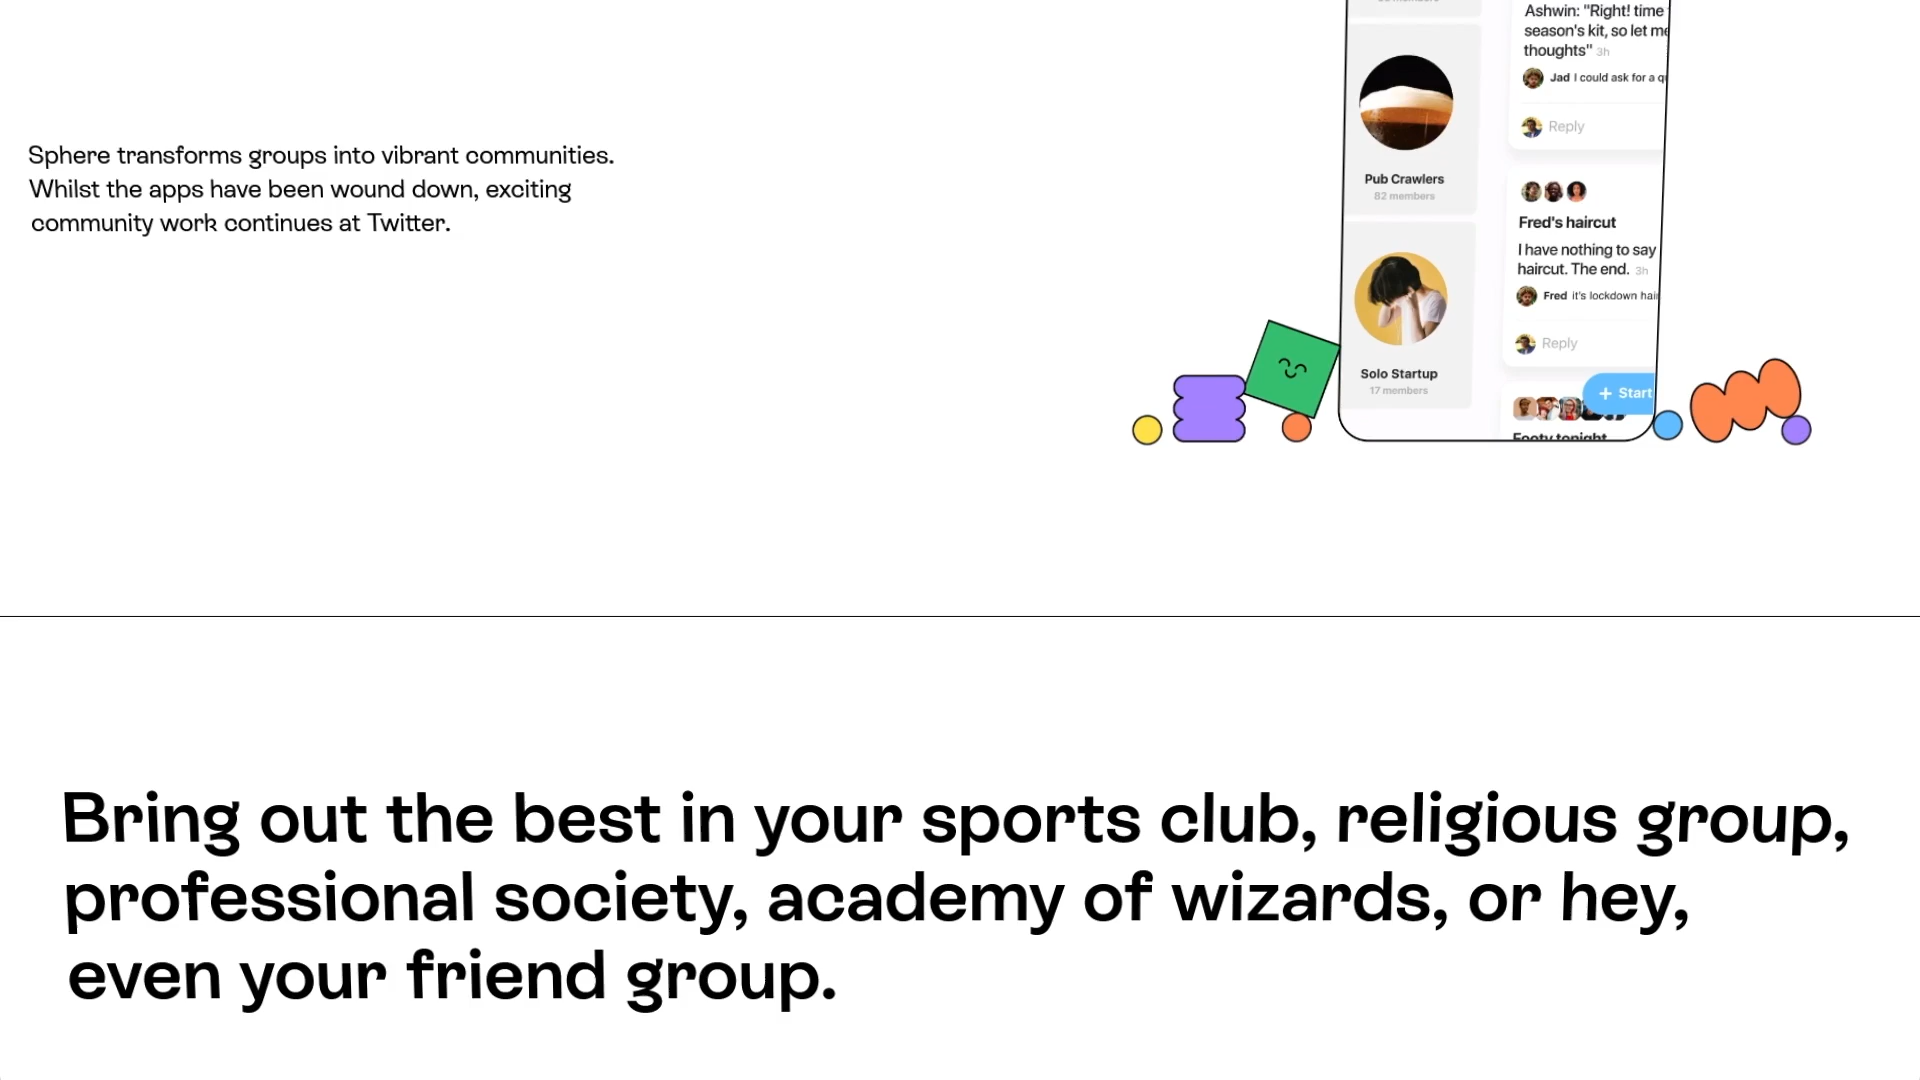 Sphere transforms groups into vibrant communities.
Whilst the apps have been wound down, exciting
community work continues at Twitter.
Pub Crawlers
82 members
Solo Startup
17 members
Ashwin: "Right! time
season's kit, so let me
thoughts" 3h
Jad I could ask for a
Reply
Fred's haircut
I have nothing to say
haircut. The end. 3h
Fred it's lockdown
Reply
+ Start
Footy tonight
Bring out the best in your sports club, religious group,
professional society, academy of wizards, or hey,
even your friend group.